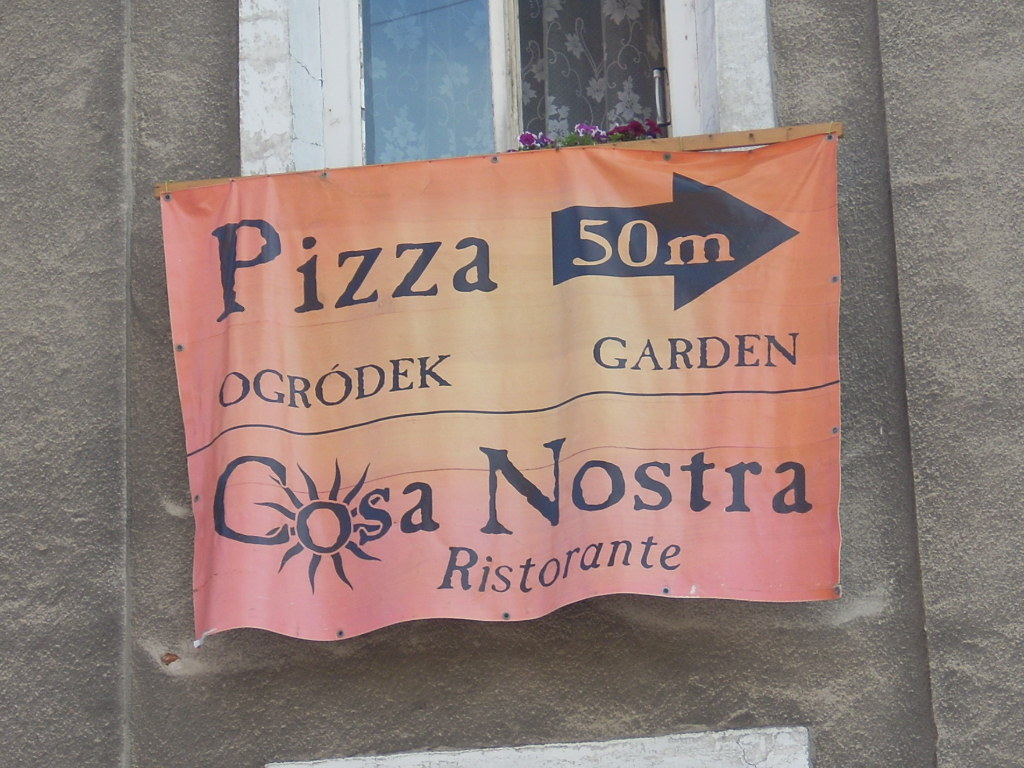 Pizza 50m
OGRÓDEK GARDEN
Cosa Nostra
Ristorante